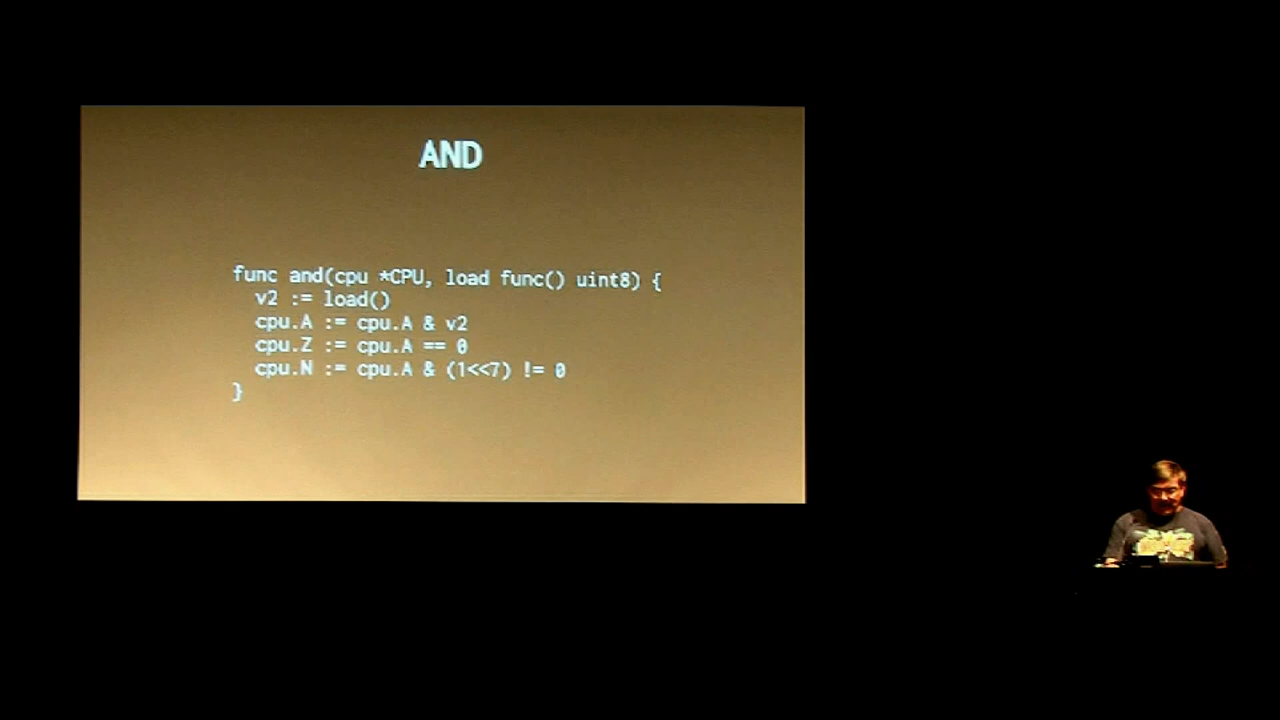 AND
func and(cpu *CPU, load func() uint8) {
v2 := load()
cpu.A := cpu.A & v2
cpu.Z := cpu.A == 0
cpu.N := cpu.A & (1<<7) != 0
}